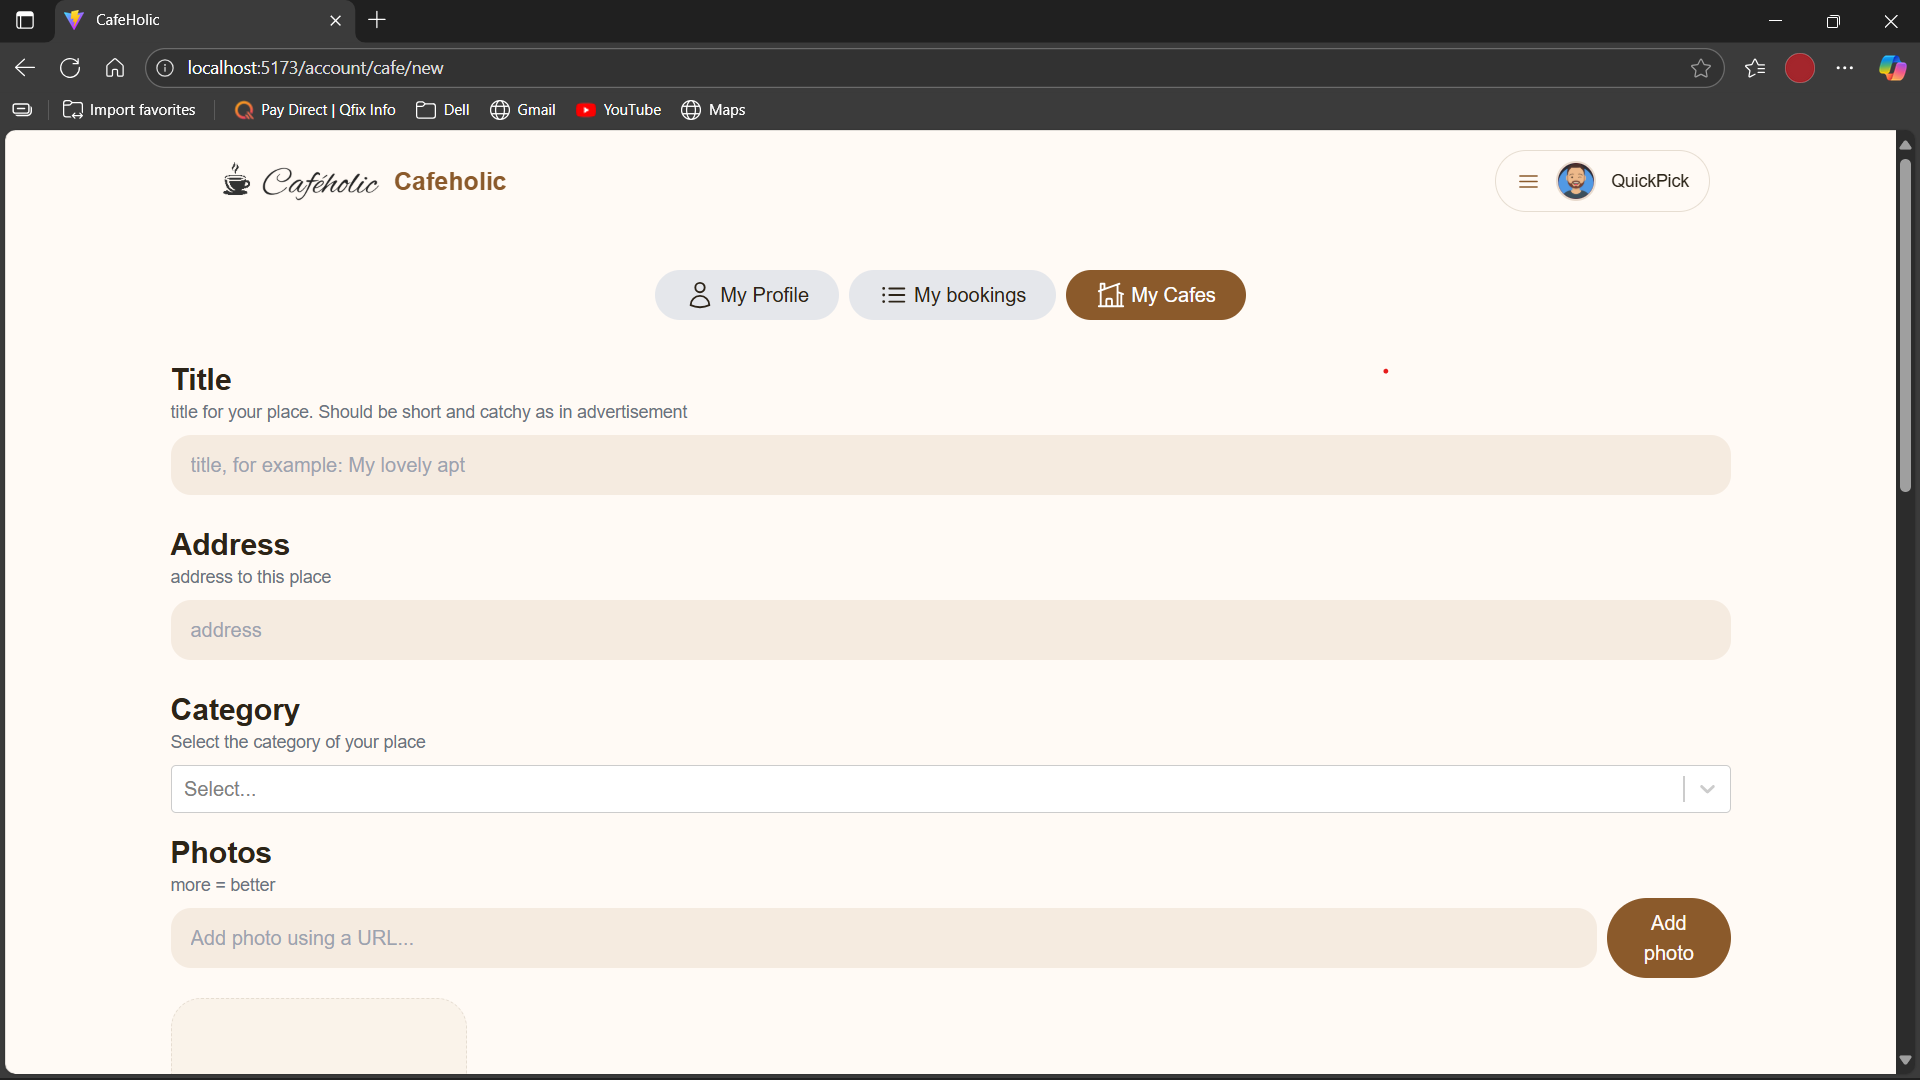 CafeHolic
localhost:5173/account/cafe/new
Import favorites
Pay Direct | Qfix Info
Dell
Gmail
YouTube
Maps
Caféholic Cafeholic
QuickPick
My Profile
My bookings
My Cafes
Title
title for your place. Should be short and catchy as in advertisement
title, for example: My lovely apt
Address
address to this place
address
Category
Select the category of your place
Select...
Photos
more = better
Add photo using a URL...
Add
photo